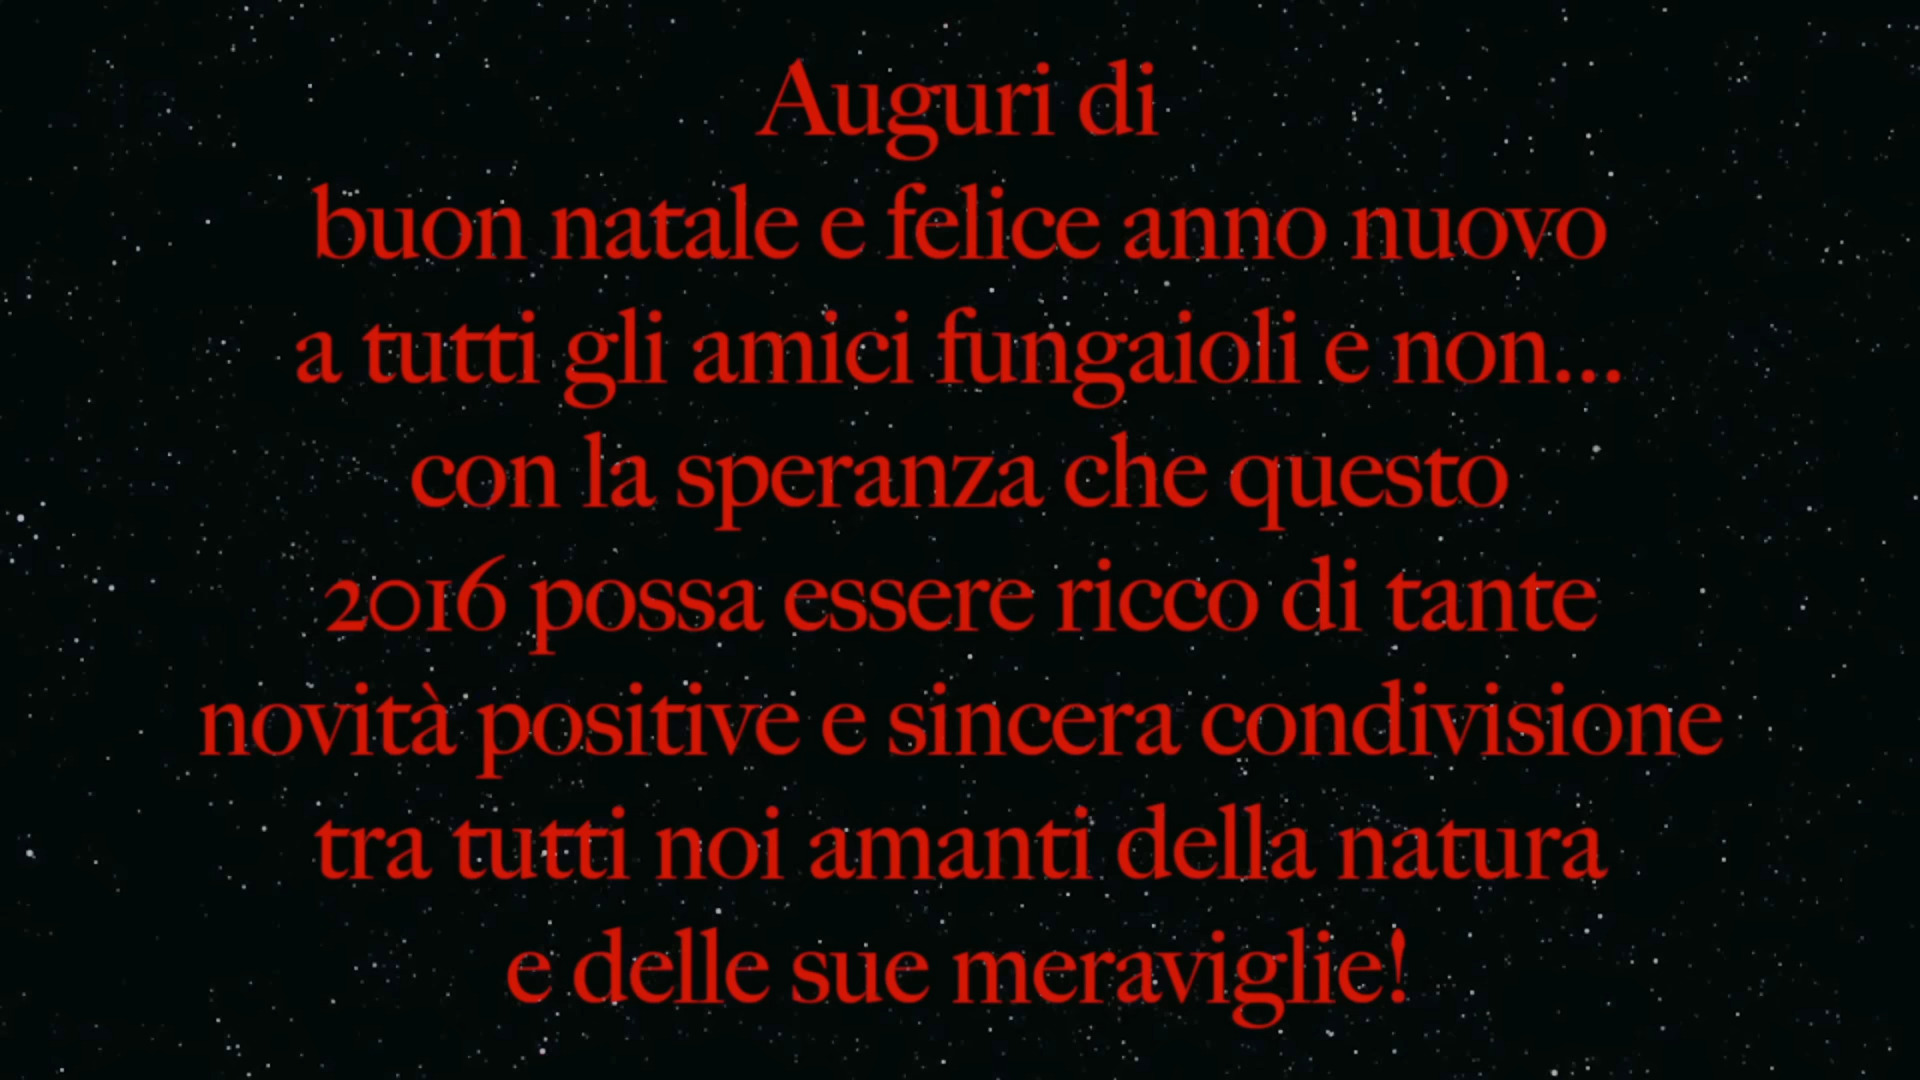 Auguri di
buon natale e felice anno nuovo
a tutti gli amici fungaioli e non...
con la speranza che questo
2016 possa essere ricco di tante
novità positive e sincera condivisione
tra tutti noi amanti della natura
e delle sue meraviglie!